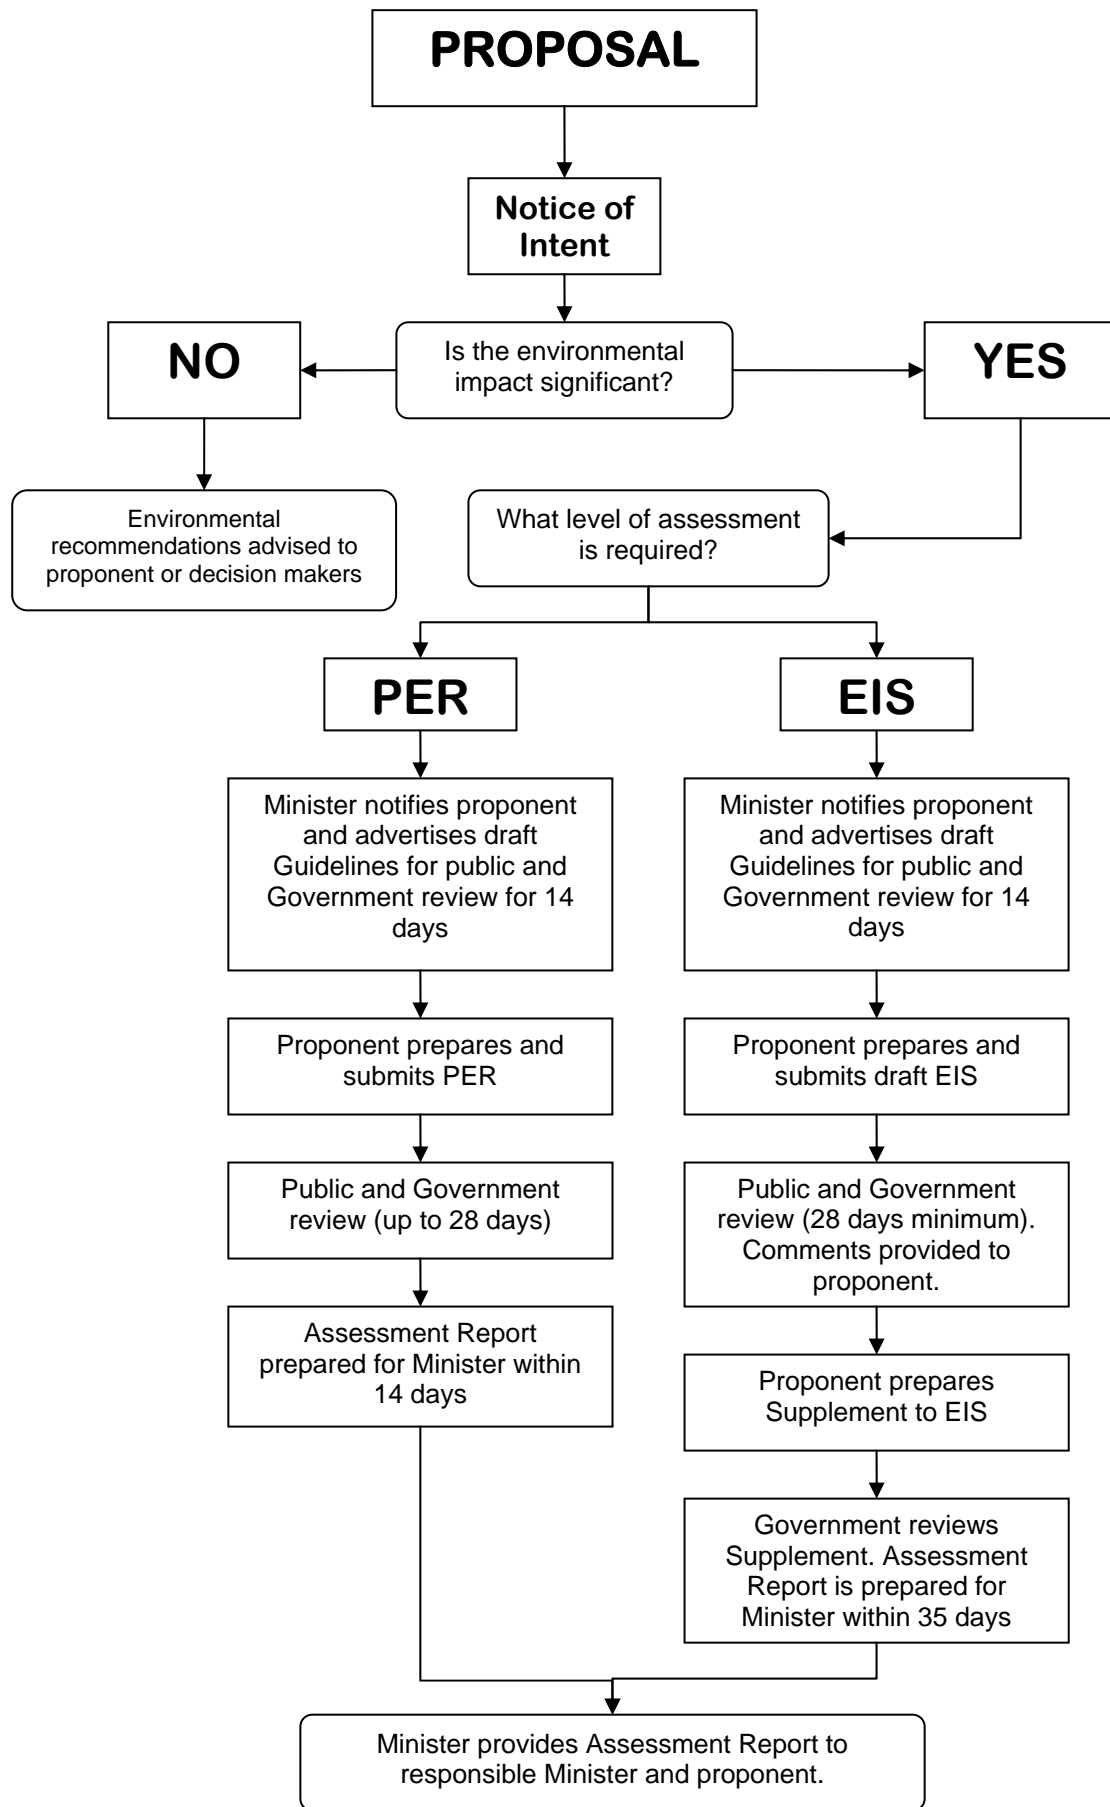 PROPOSAL
Notice of
Intent
NO
Is the environmental
impact significant?
YES
Environmental
recommendations advised to
proponent or decision makers
What level of assessment
is required?
PER
EIS
Minister notifies proponent
and advertises draft
Guidelines for public and
Government review for 14
days
Minister notifies proponent
and advertises draft
Guidelines for public and
Government review for 14
days
Proponent prepares and
submits PER
Proponent prepares and
submits draft EIS
Public and Government
review (up to 28 days)
Public and Government
review (28 days minimum).
Comments provided to
proponent.
Assessment Report
prepared for Minister within
14 days
Proponent prepares
Supplement to EIS
Government reviews
Supplement. Assessment
Report is prepared for
Minister within 35 days
Minister provides Assessment Report to
responsible Minister and proponent.